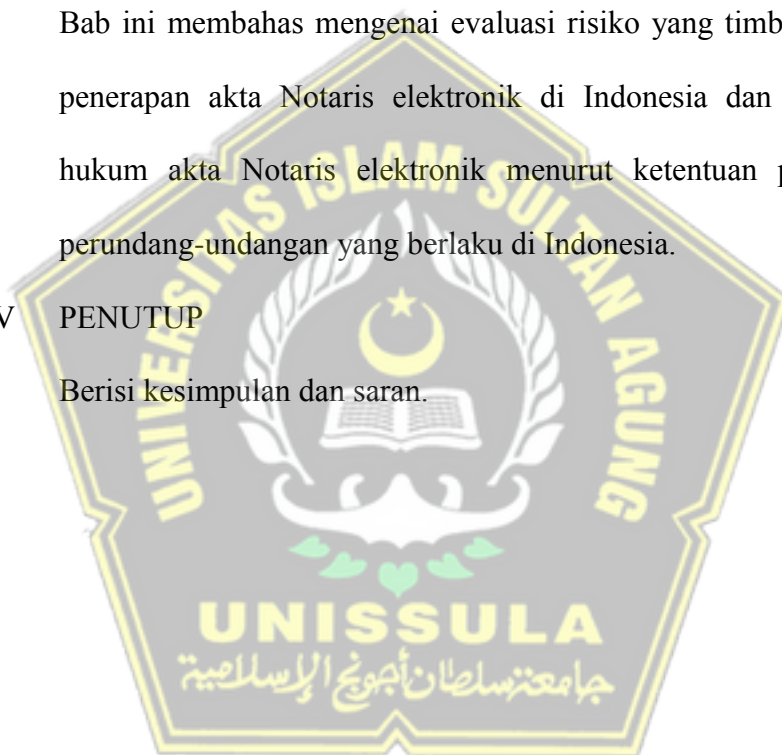 Bab ini membahas mengenai evaluasi risiko yang timb
penerapan akta Notaris elektronik di Indonesia dan
hukum akta Notaris elektronik menurut ketentuan p
perundang-undangan yang berlaku di Indonesia.
V PENUTUP
Berisi kesimpulan dan saran.
UNIVERSITAS ISLAM SULTAN AGUNG
UNISSULA
جامعة سلطان أجونج الإسلامية